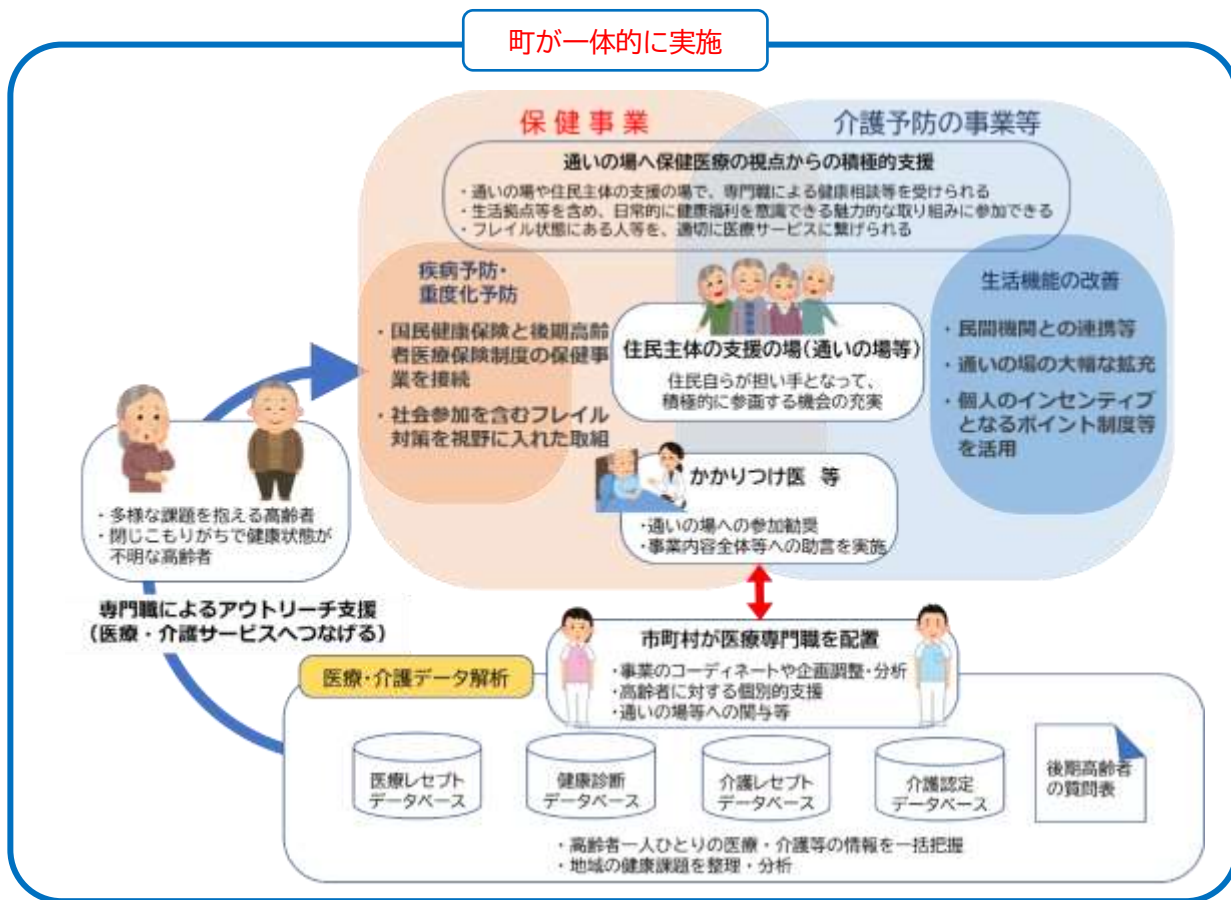 町が一体的に実施
保健事業
介護予防の事業等
通いの場へ保健医療の視点からの積極的支援
・通いの場や住民主体の支援の場で、専門職による健康相談等を受けられる
・生活拠点等を含め、日常的に健康福利を意識できる魅力的な取り組みに参加できる
・フレイル状態にある人等を、適切に医療サービスに繋げられる
疾病予防・
重度化予防
・国民健康保険と後期高齢
者医療保険制度の保健事
業を接続
・社会参加を含むフレイル
対策を視野に入れた取組
住民主体の支援の場（通いの場等）
住民自らが担い手となって、
積極的に参画する機会の充実
生活機能の改善
・民間機関との連携等
・通いの場の大幅な拡充
・個人のインセンティブ
となるポイント制度等
を活用
かかりつけ医 等
・通いの場への参加勧奨
・事業内容全体等への助言を実施
・多様な課題を抱える高齢者
・閉じこもりがちで健康状態が
不明な高齢者
専門職によるアウトリーチ支援
（医療・介護サービスへつなげる）
市町村が医療専門職を配置
・事業のコーディネートや企画調整・分析
・高齢者に対する個別的支援
・通いの場等への関与等
医療・介護データ解析
医療レセプト
データベース
健康診断
データベース
介護レセプト
データベース
介護認定
データベース
後期高齢者
の質問表
・高齢者一人ひとりの医療・介護等の情報を一括把握
・地域の健康課題を整理・分析